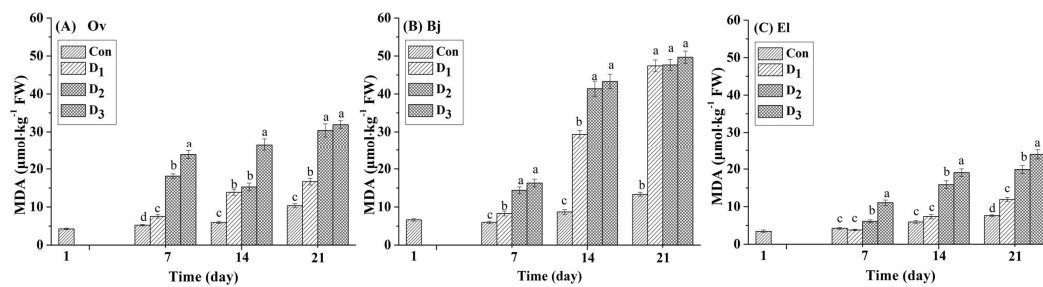 (A) Ov
MDA (μmol·kg⁻¹ FW)
60
50
40
30
20
10
0
Con
D₁
D₂
D₃
d c b a
c b b a
c b a a
1 7 14 21
Time (day)
(B) Bj
MDA (μmol·kg⁻¹ FW)
60
50
40
30
20
10
0
Con
D₁
D₂
D₃
c b a a
c b a a
b a a a
1 7 14 21
Time (day)
(C) El
MDA (μmol·kg⁻¹ FW)
60
50
40
30
20
10
0
Con
D₁
D₂
D₃
c c b a
c c b a
d c b a
1 7 14 21
Time (day)